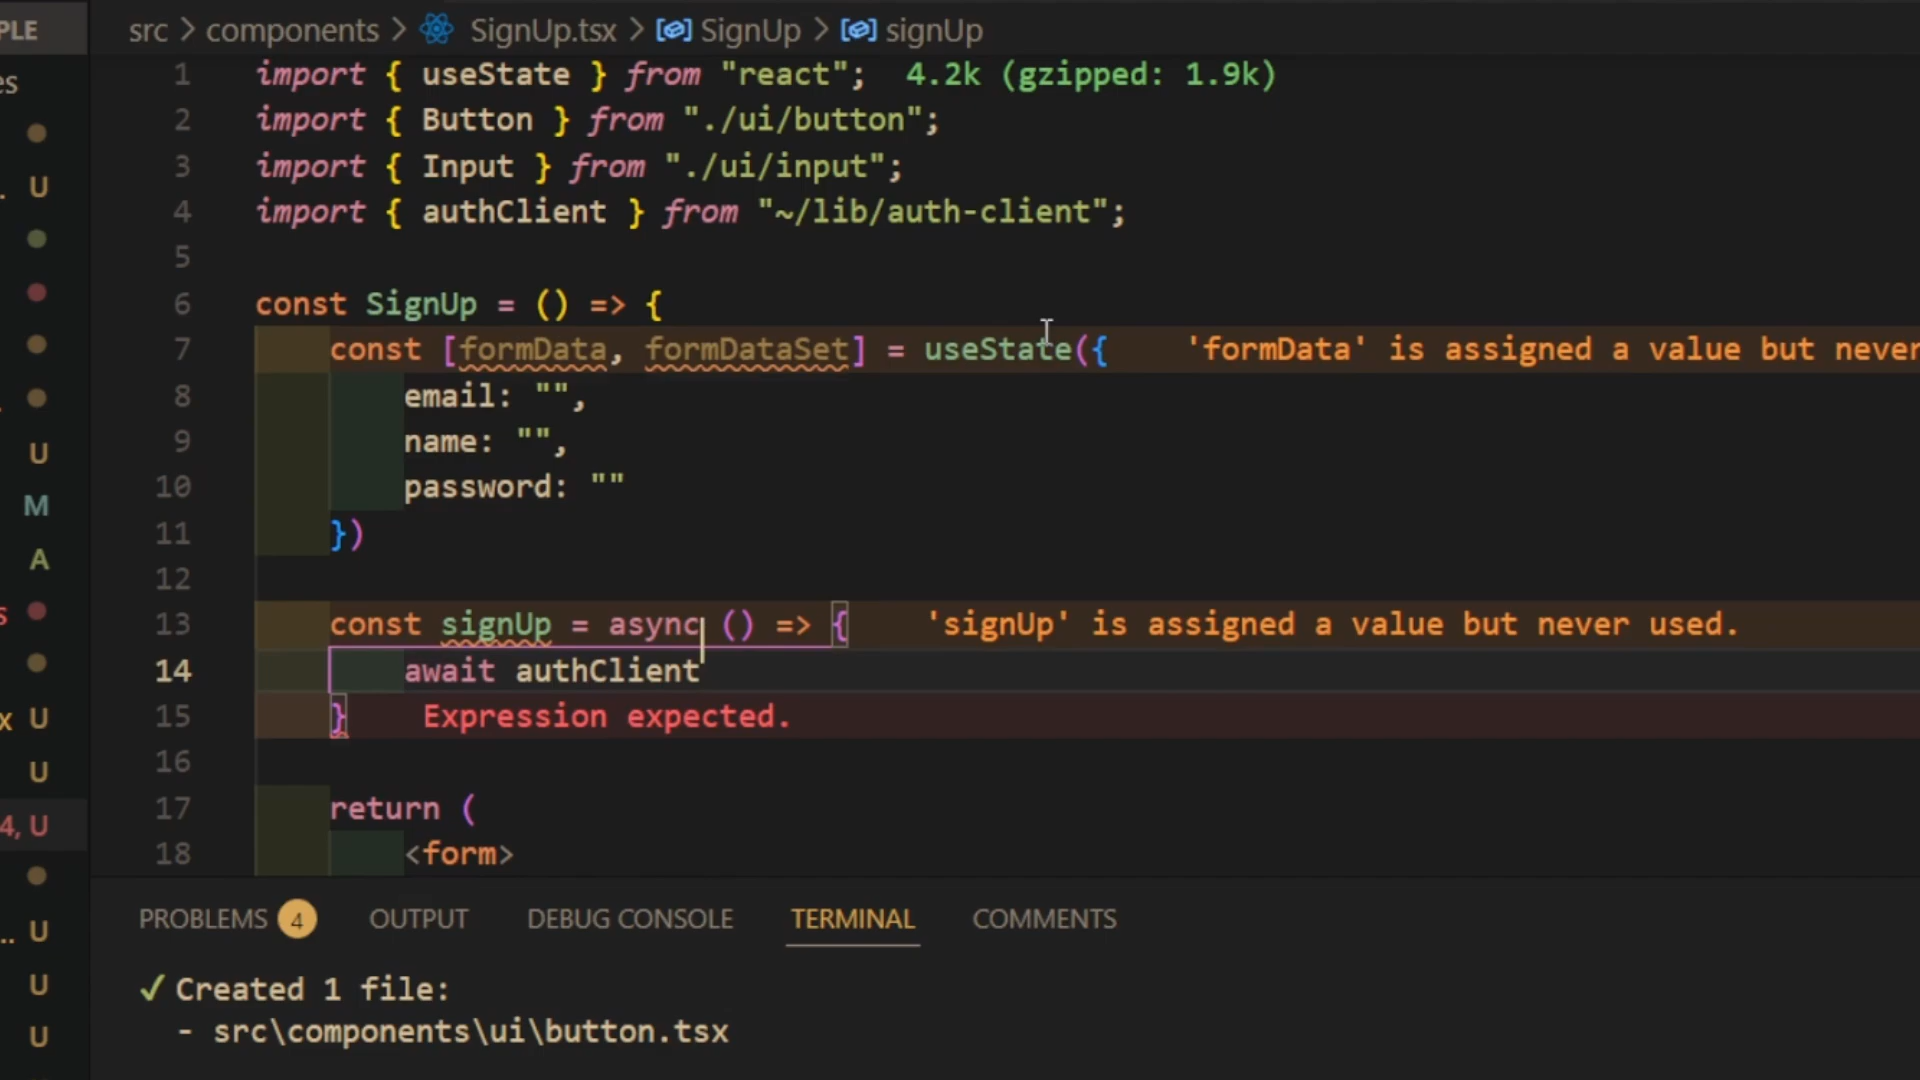 PLE
src > components > SignUp.tsx > SignUp > signUp
es
1 import { useState } from "react"; 4.2k (gzipped: 1.9k)
2 import { Button } from "./ui/button";
3 import { Input } from "./ui/input";
4 import { authClient } from "~/lib/auth-client";
5
6 const SignUp = () => {
7 const [formData, formDataSet] = useState({ 'formData' is assigned a value but never
8 email: "",
9 name: "",
10 password: ""
11 })
12
13 const signUp = async () => { 'signUp' is assigned a value but never used.
14 await authClient
15 } Expression expected.
16
17 return (
18 <form>
U
U
M
A
s
x U
U
4, U
.. U
U
U
PROBLEMS 4 OUTPUT DEBUG CONSOLE TERMINAL COMMENTS
✓ Created 1 file:
- src\components\ui\button.tsx